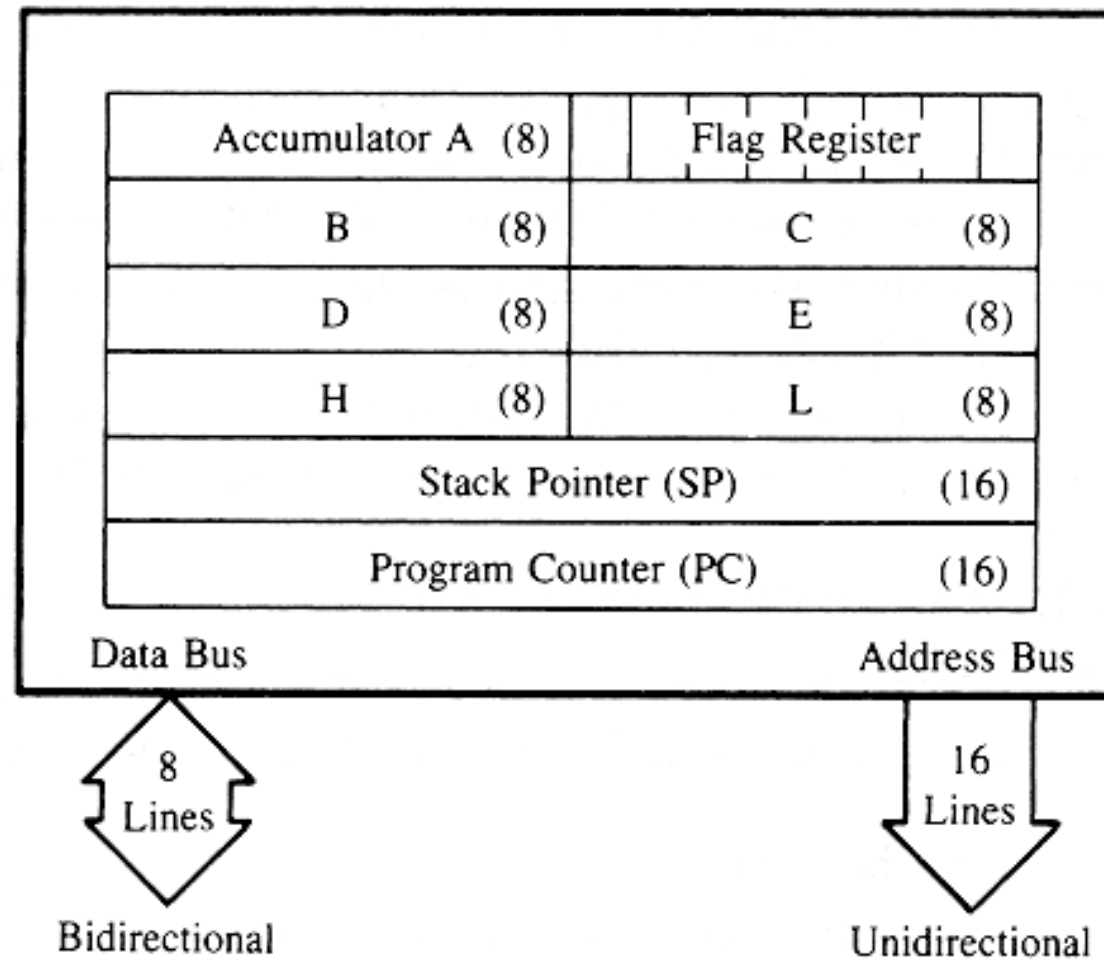 Accumulator A (8) Flag Register
B (8) C (8)
D (8) E (8)
H (8) L (8)
Stack Pointer (SP) (16)
Program Counter (PC) (16)
Data Bus Address Bus
8 Lines
16 Lines
Bidirectional Unidirectional